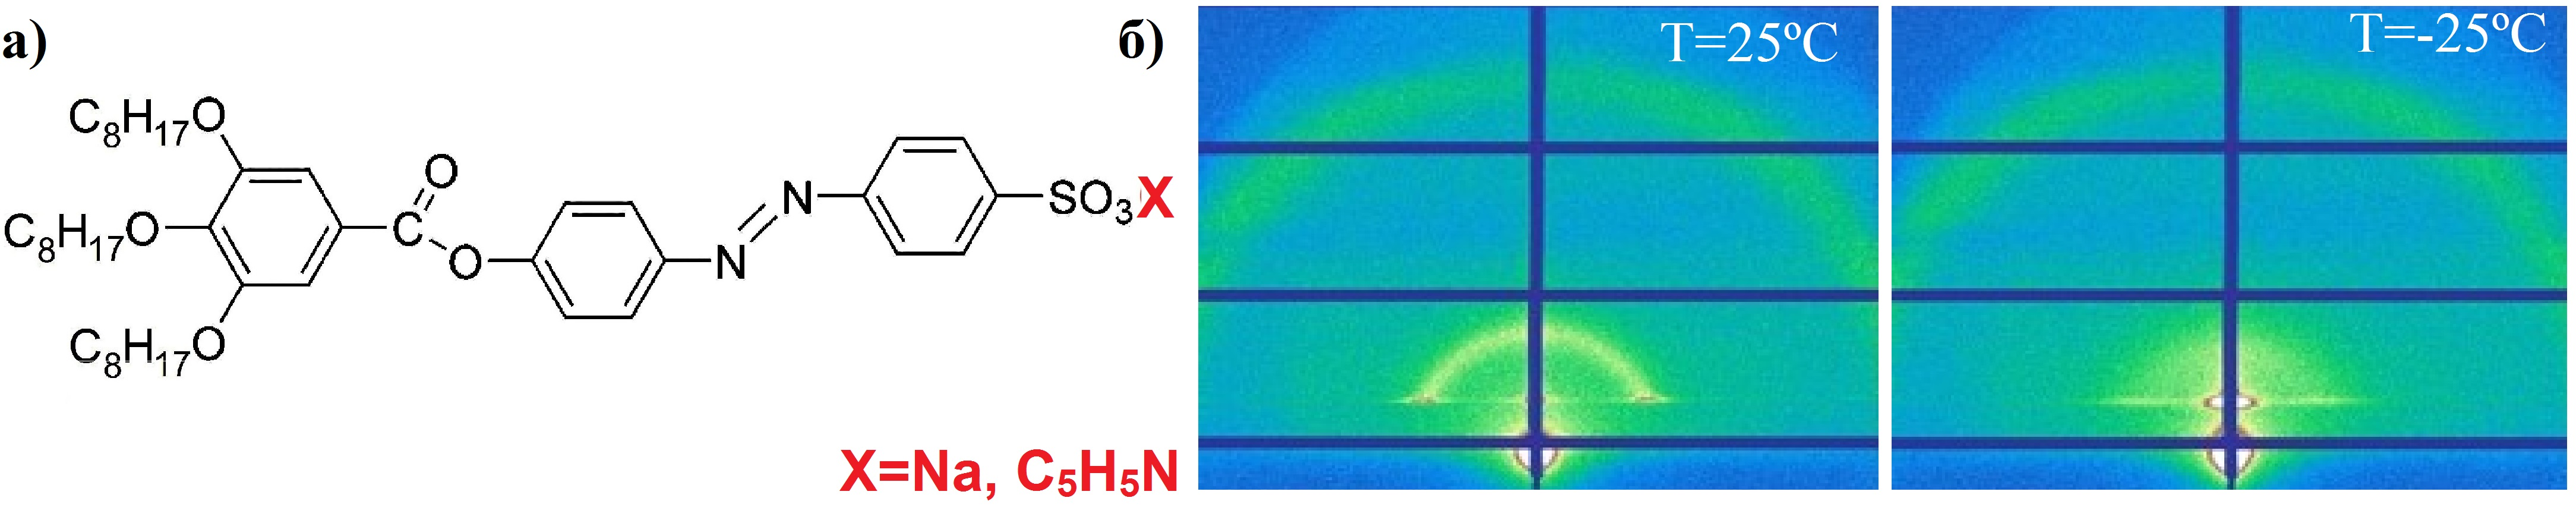 а)
C₈H₁₇O
C₈H₁₇O
C₈H₁₇O
O
C
O
N
N
SO₃X
X=Na, C₅H₅N
б)
T=25ºC
T=-25ºC